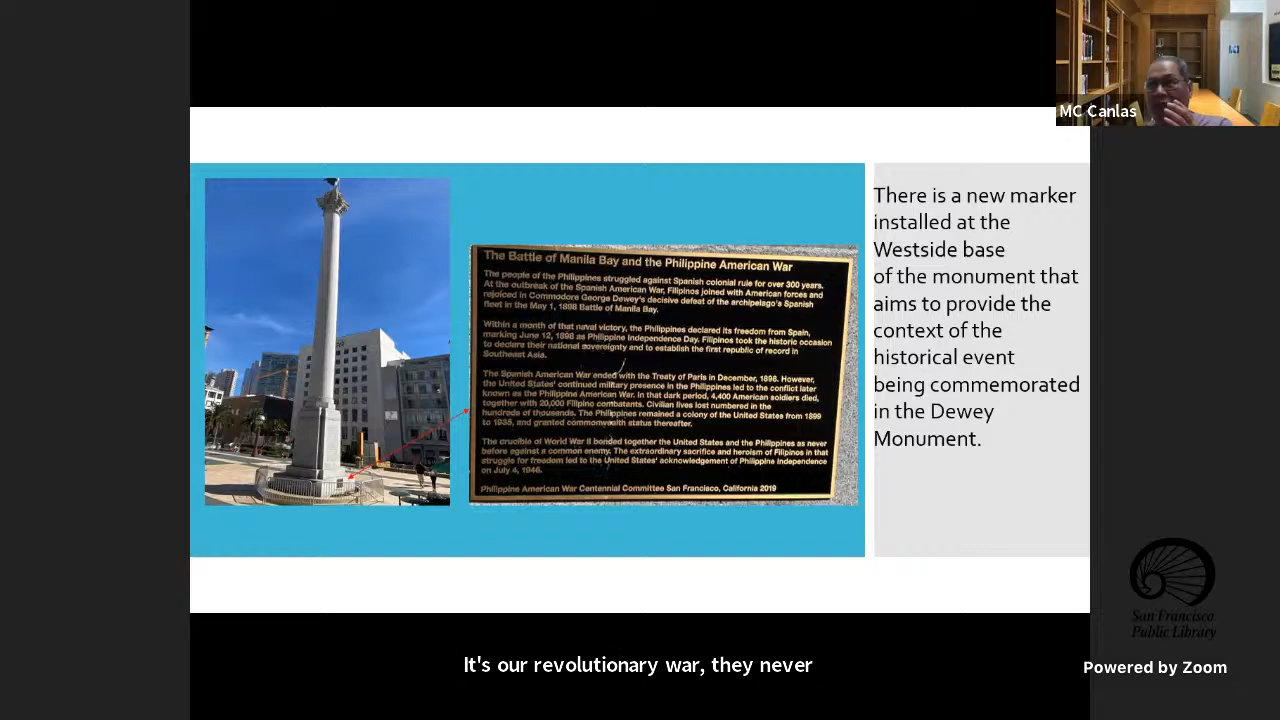 MC Canlas
The Battle of Manila Bay and the Philippine American War
The people of the Philippines struggled against Spanish colonial rule for over 300 years.
At the outbreak of the Spanish American War, Filipinos joined with American forces and
rejoiced in Commodore George Dewey's decisive defeat of the archipelago's Spanish
fleet in the May 1, 1898 Battle of Manila Bay.
Within a month of that naval victory, the Philippines declared its freedom from Spain,
marking June 12, 1898 as Philippine Independence Day. Filipinos took the historic occasion
to declare their national sovereignty and to establish the first republic of record in
Southeast Asia.
The Spanish American War ended with the Treaty of Paris in December, 1898. However,
the United States' continued military presence in the Philippines led to the conflict later
known as the Philippine American War. In that dark period, 4,400 American soldiers died,
together with 20,000 Filipino combatants. Civilian lives lost numbered in the
hundreds of thousands. The Philippines remained a colony of the United States from 1899
to 1935, and granted commonwealth status thereafter.
The crucible of World War II bonded together the United States and the Philippines as never
before against a common enemy. The extraordinary sacrifice and heroism of Filipinos in that
struggle for freedom led to the United States' acknowledgement of Philippine Independence
on July 4, 1946.
Philippine American War Centennial Committee San Francisco, California 2019
There is a new marker
installed at the
Westside base
of the monument that
aims to provide the
context of the
historical event
being commemorated
in the Dewey
Monument.
San Francisco
Public Library
It's our revolutionary war, they never
Powered by Zoom